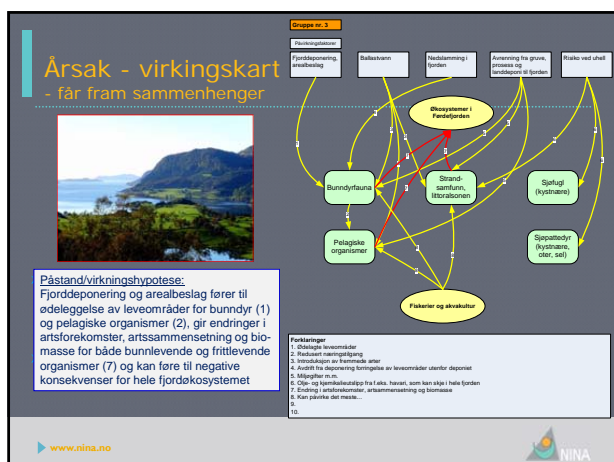 Gruppe nr. 3
Påvirkningsfaktorer
Fjorddeponering,
arealbeslag
Ballastvann
Nedslamming i
fjorden
Avrenning fra gruve,
prosess og
landdeponi til fjorden
Risiko ved uhell
Årsak - virkingskart
- får fram sammenhenger
Økosystemer i
Førdefjorden
Bunndyrfauna
Strand-
samfunn,
littoralsonen
Sjøfugl
(kystnære)
Pelagiske
organismer
Sjøpattedyr
(kystnære,
oter, sel)
Fiskerier og akvakultur
Påstand/virkningshypotese:
Fjorddeponering og arealbeslag fører til
ødeleggelse av leveområder for bunndyr (1)
og pelagiske organismer (2), gir endringer i
artsforekomster, artssammensetning og bio-
masse for både bunnlevende og frittlevende
organismer (7) og kan føre til negative
konsekvenser for hele fjordøkosystemet
Forklaringer
1. Ødelagte leveområder
2. Redusert næringstilgang
3. Introduksjon av fremmede arter
4. Avdrift fra deponering forringelse av leveområder utenfor deponiet
5. Miljøgifter m.m.
6. Olje- og kjemikalieutslipp fra f.eks. havari, som kan skje i hele fjorden
7. Endring i artsforekomster, artssammensetning og biomasse
8. Kan påvirke det meste...
9.
10.
www.nina.no
NINA